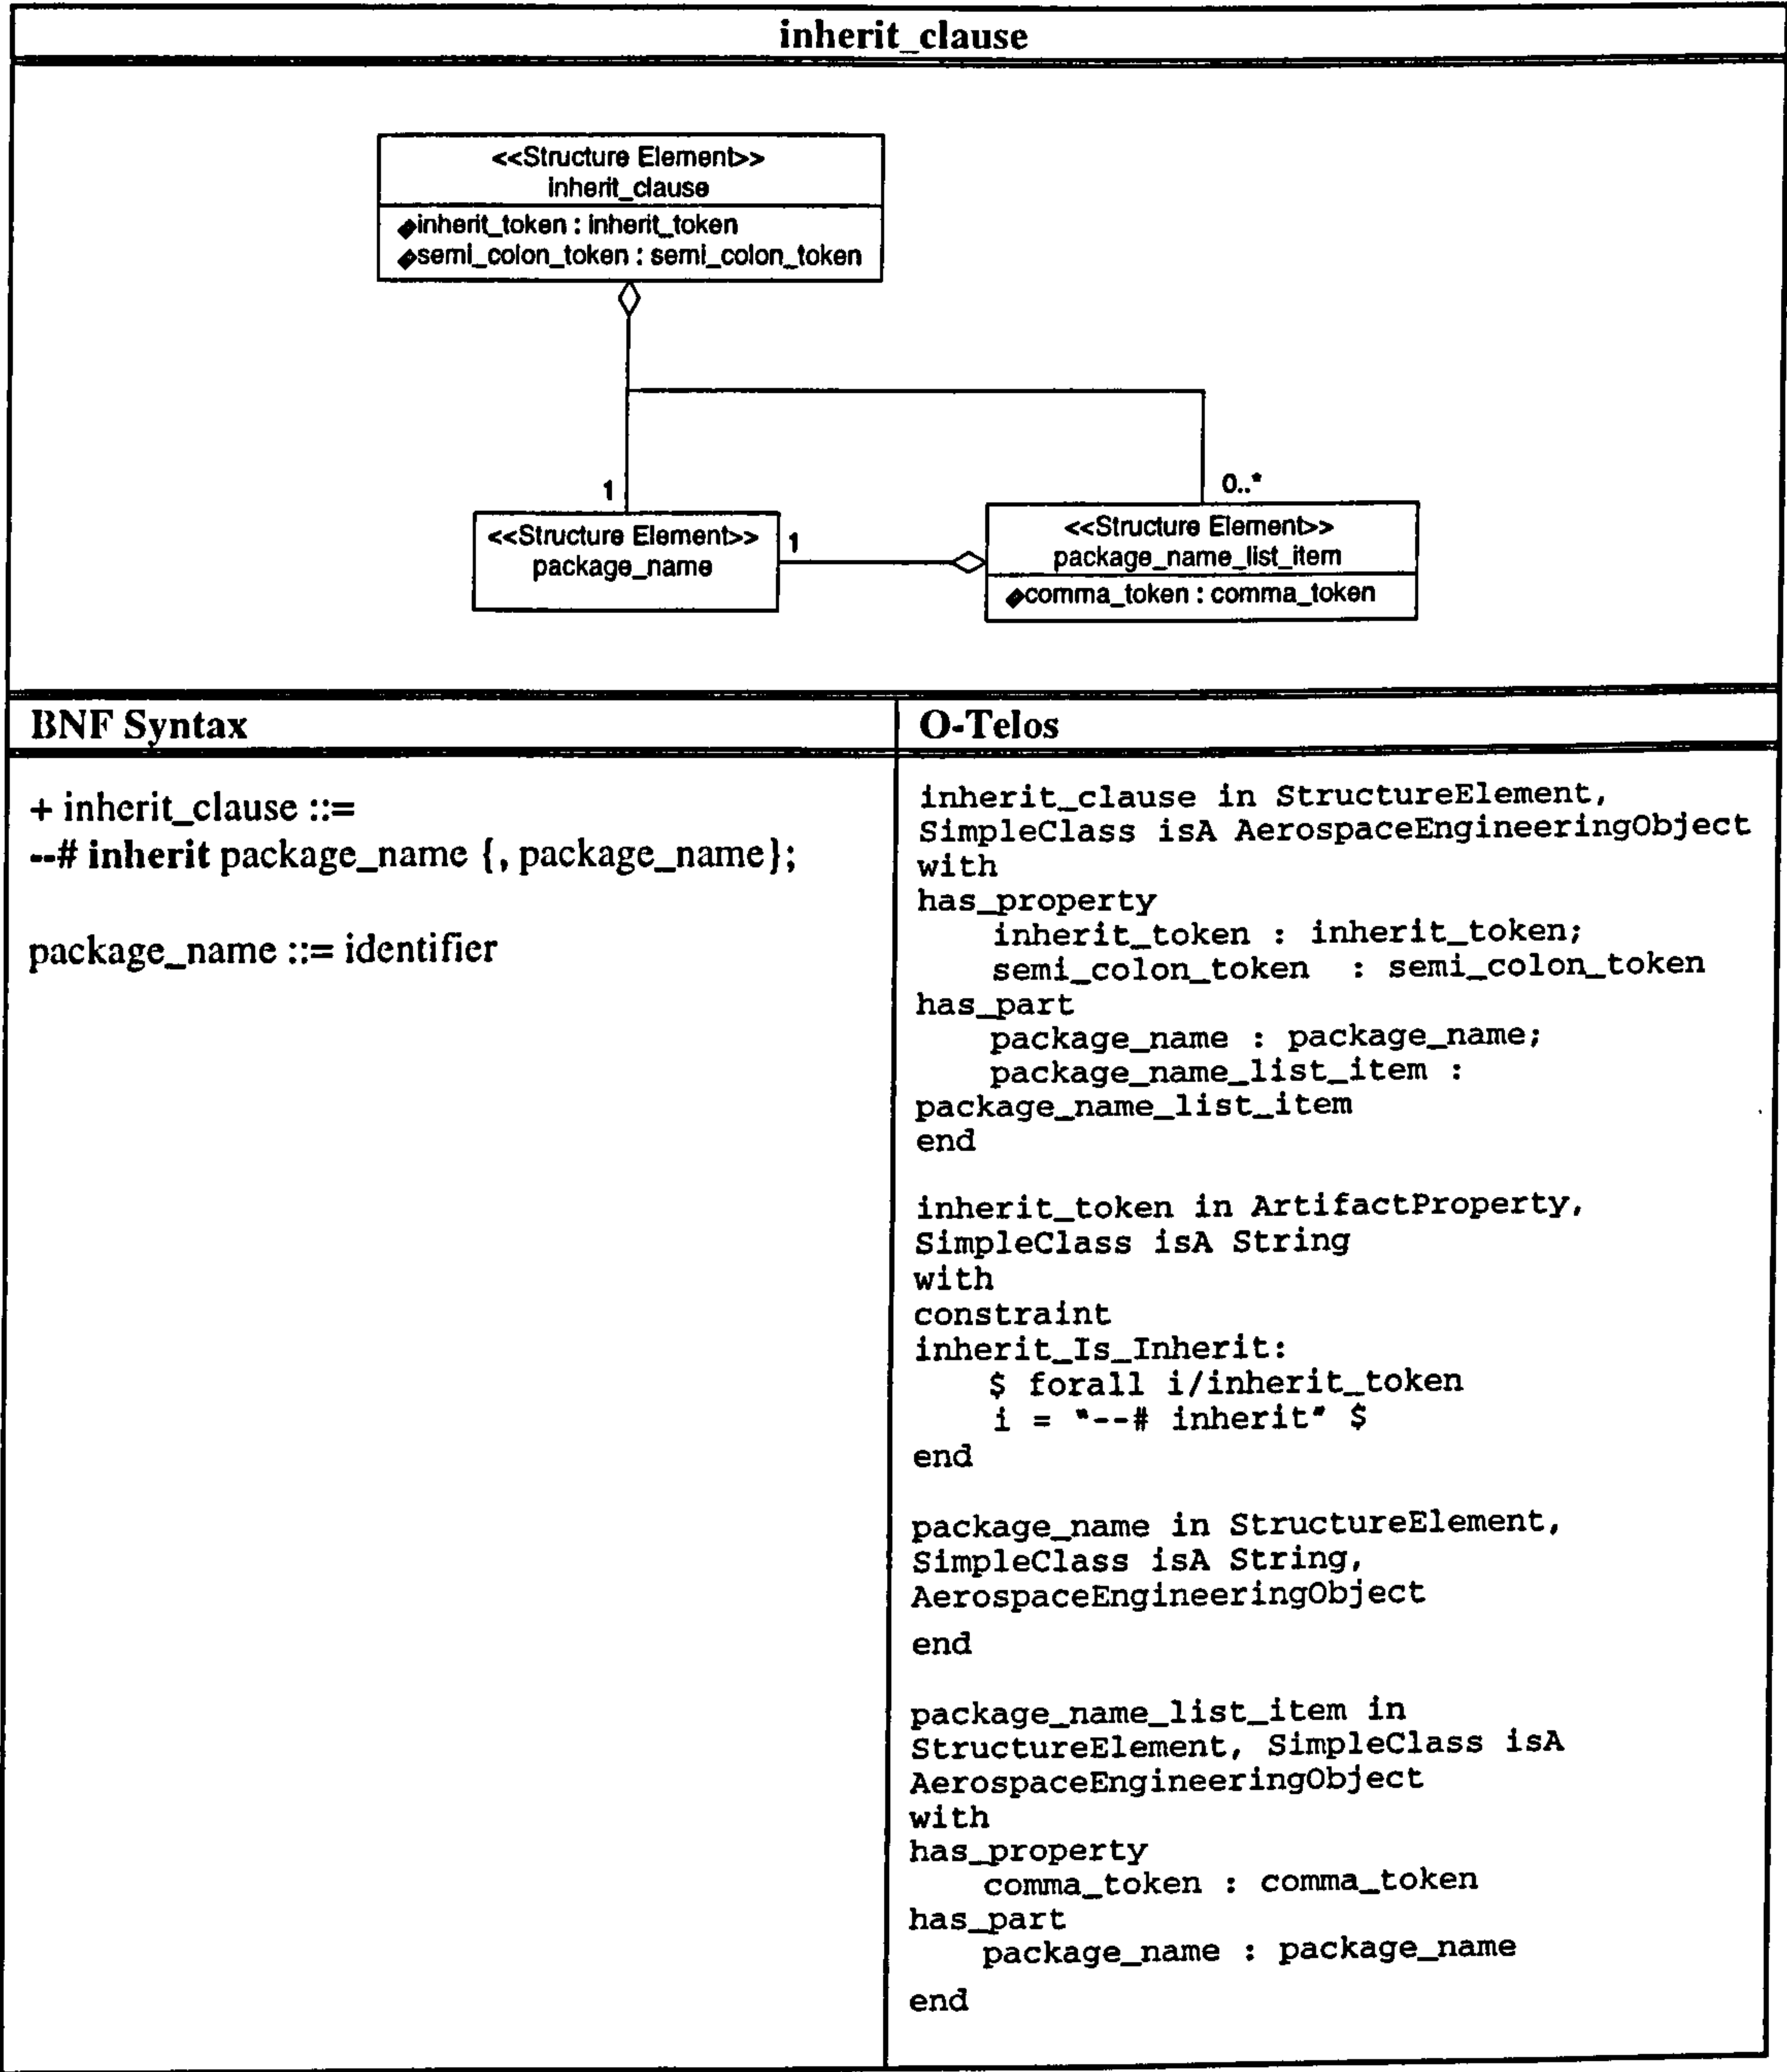 inherit_clause
<<Structure Element>>
inherit_clause
inherit_token : inherit_token
semi_colon_token : semi_colon_token
1
0..*
<<Structure Element>>
package_name
1
<<Structure Element>>
package_name_list_item
comma_token : comma_token
BNF Syntax
+ inherit_clause ::=
--# inherit package_name {, package_name};
package_name ::= identifier
O-Telos
inherit_clause in StructureElement,
SimpleClass isA AerospaceEngineeringObject
with
has_property
inherit_token : inherit_token;
semi_colon_token : semi_colon_token
has_part
package_name : package_name;
package_name_list_item :
package_name_list_item
end
inherit_token in ArtifactProperty,
SimpleClass isA String
with
constraint
inherit_Is_Inherit:
$ forall i/inherit_token
i = "--# inherit" $
end
package_name in StructureElement,
SimpleClass isA String,
AerospaceEngineeringObject
end
package_name_list_item in
StructureElement, SimpleClass isA
AerospaceEngineeringObject
with
has_property
comma_token : comma_token
has_part
package_name : package_name
end